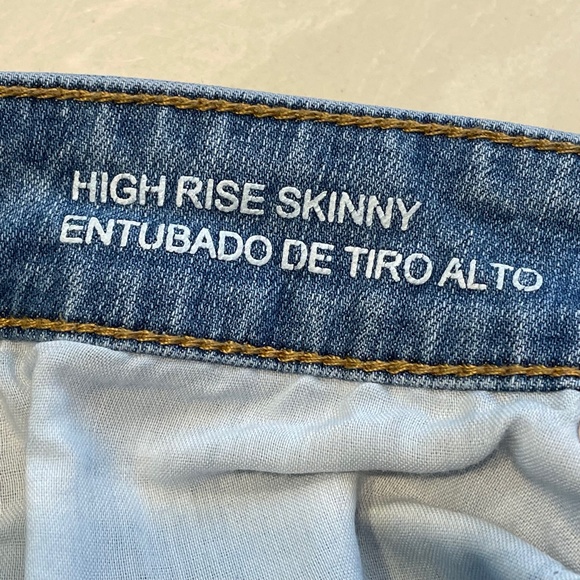 HIGH RISE SKINNY
ENTUBADO DE TIRO ALTO